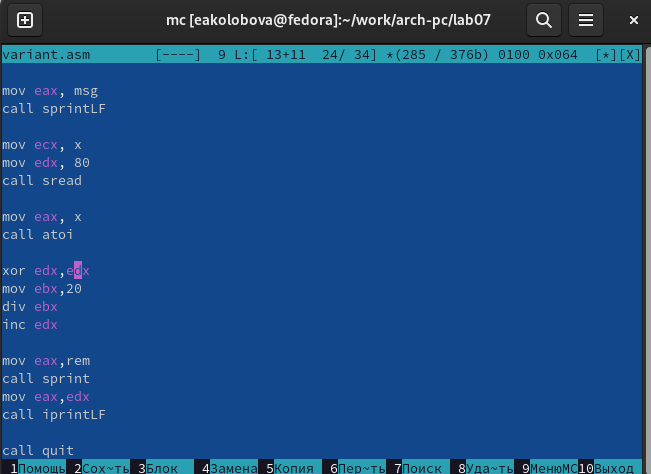 mc [eakolobova@fedora]:~/work/arch-pc/lab07
variant.asm [----] 9 L:[ 13+11 24/ 34] *(285 / 376b) 0100 0x064 [*][X]
mov eax, msg
call sprintLF
mov ecx, x
mov edx, 80
call sread
mov eax, x
call atoi
xor edx,edx
mov ebx,20
div ebx
inc edx
mov eax,rem
call sprint
mov eax,edx
call iprintLF
call quit
1Помощь 2Сох~ть 3Блок 4Замена 5Копия 6Пер~ть 7Поиск 8Уда~ть 9МенюМС 10Выход